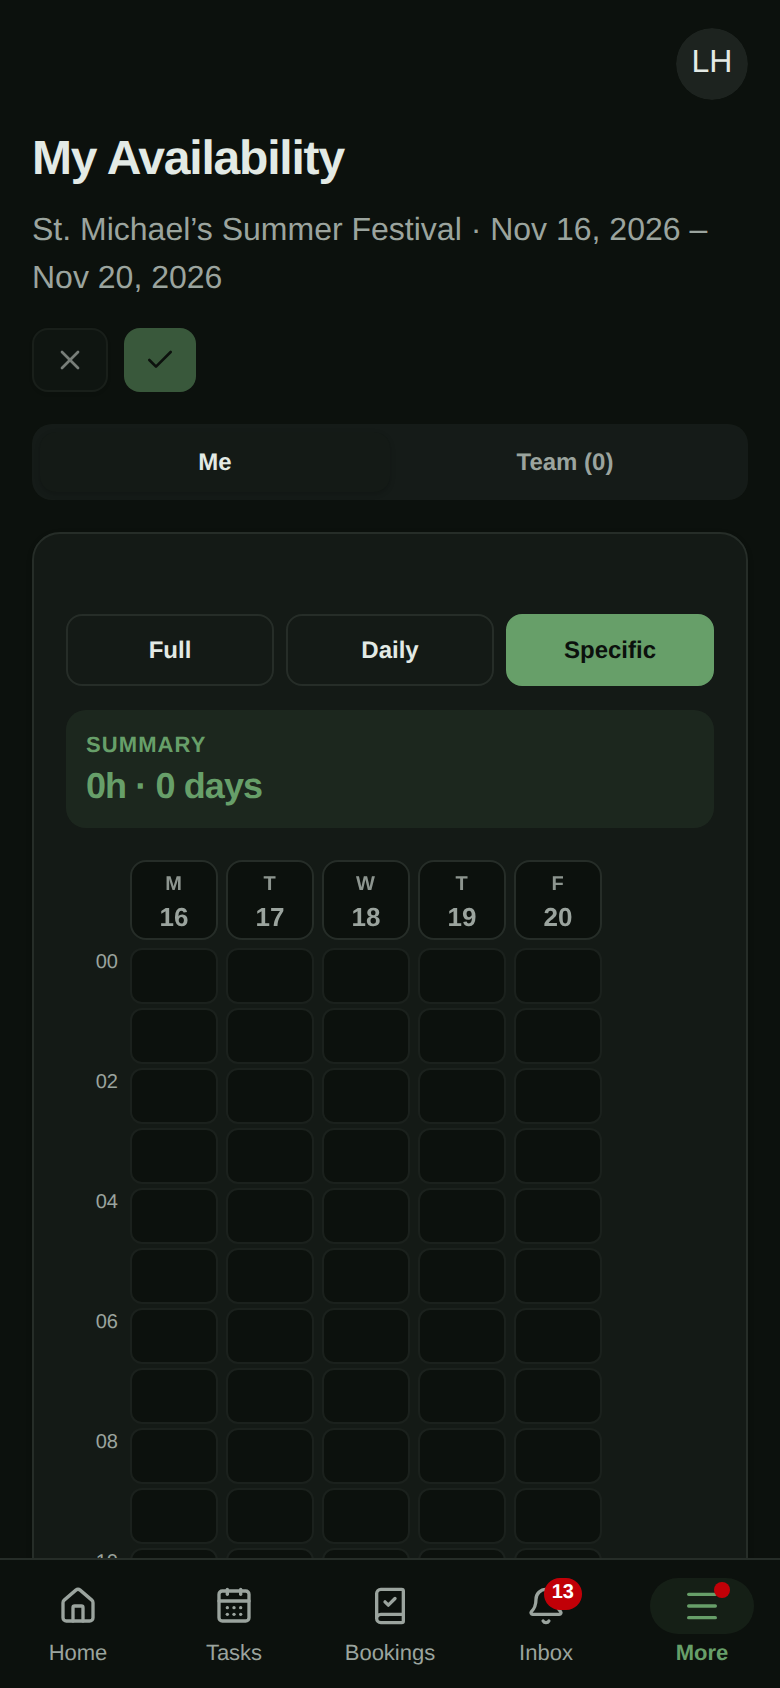 LH
My Availability
St. Michael’s Summer Festival · Nov 16, 2026 –
Nov 20, 2026
Me
Team (0)
Full
Daily
Specific
SUMMARY
0h · 0 days
M
T
W
T
F
16
17
18
19
20
00
02
04
06
08
13
Home
Tasks
Bookings
Inbox
More